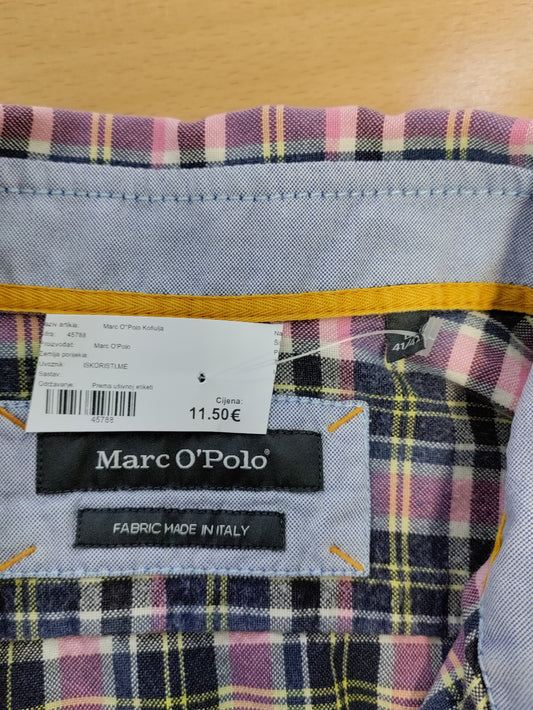 Naziv artikla: Marc O"Polo Košulja
Šifra: 45788
Proizvođač: Marc O'Polo
Zemlja porijekla:
Uvoznik: ISKORISTI.ME
Sastav:
Održavanje: Prema ušivnoj etiketi
45788
Cijena:
11.50€
41/42
Marc O'Polo®
FABRIC MADE IN ITALY